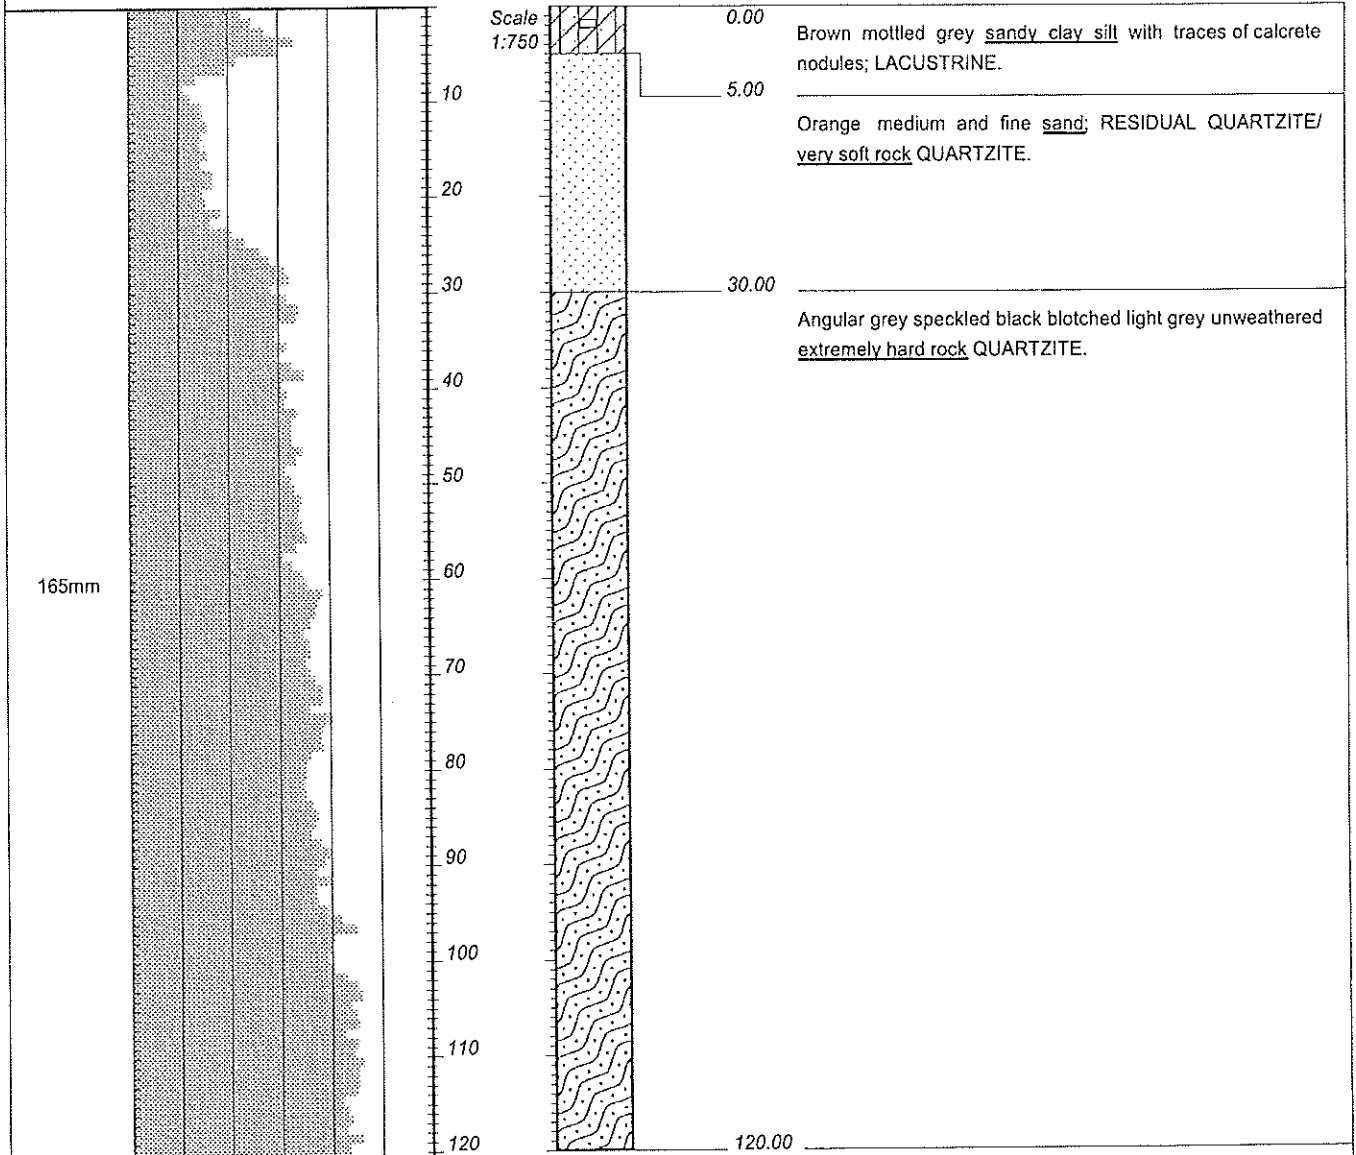 Scale
1:750
0.00
Brown mottled grey sandy clay silt with traces of calcrete
nodules; LACUSTRINE.
10
5.00
Orange medium and fine sand; RESIDUAL QUARTZITE/
very soft rock QUARTZITE.
20
30
30.00
Angular grey speckled black blotched light grey unweathered
extremely hard rock QUARTZITE.
40
50
60
165mm
70
80
90
100
110
120
120.00